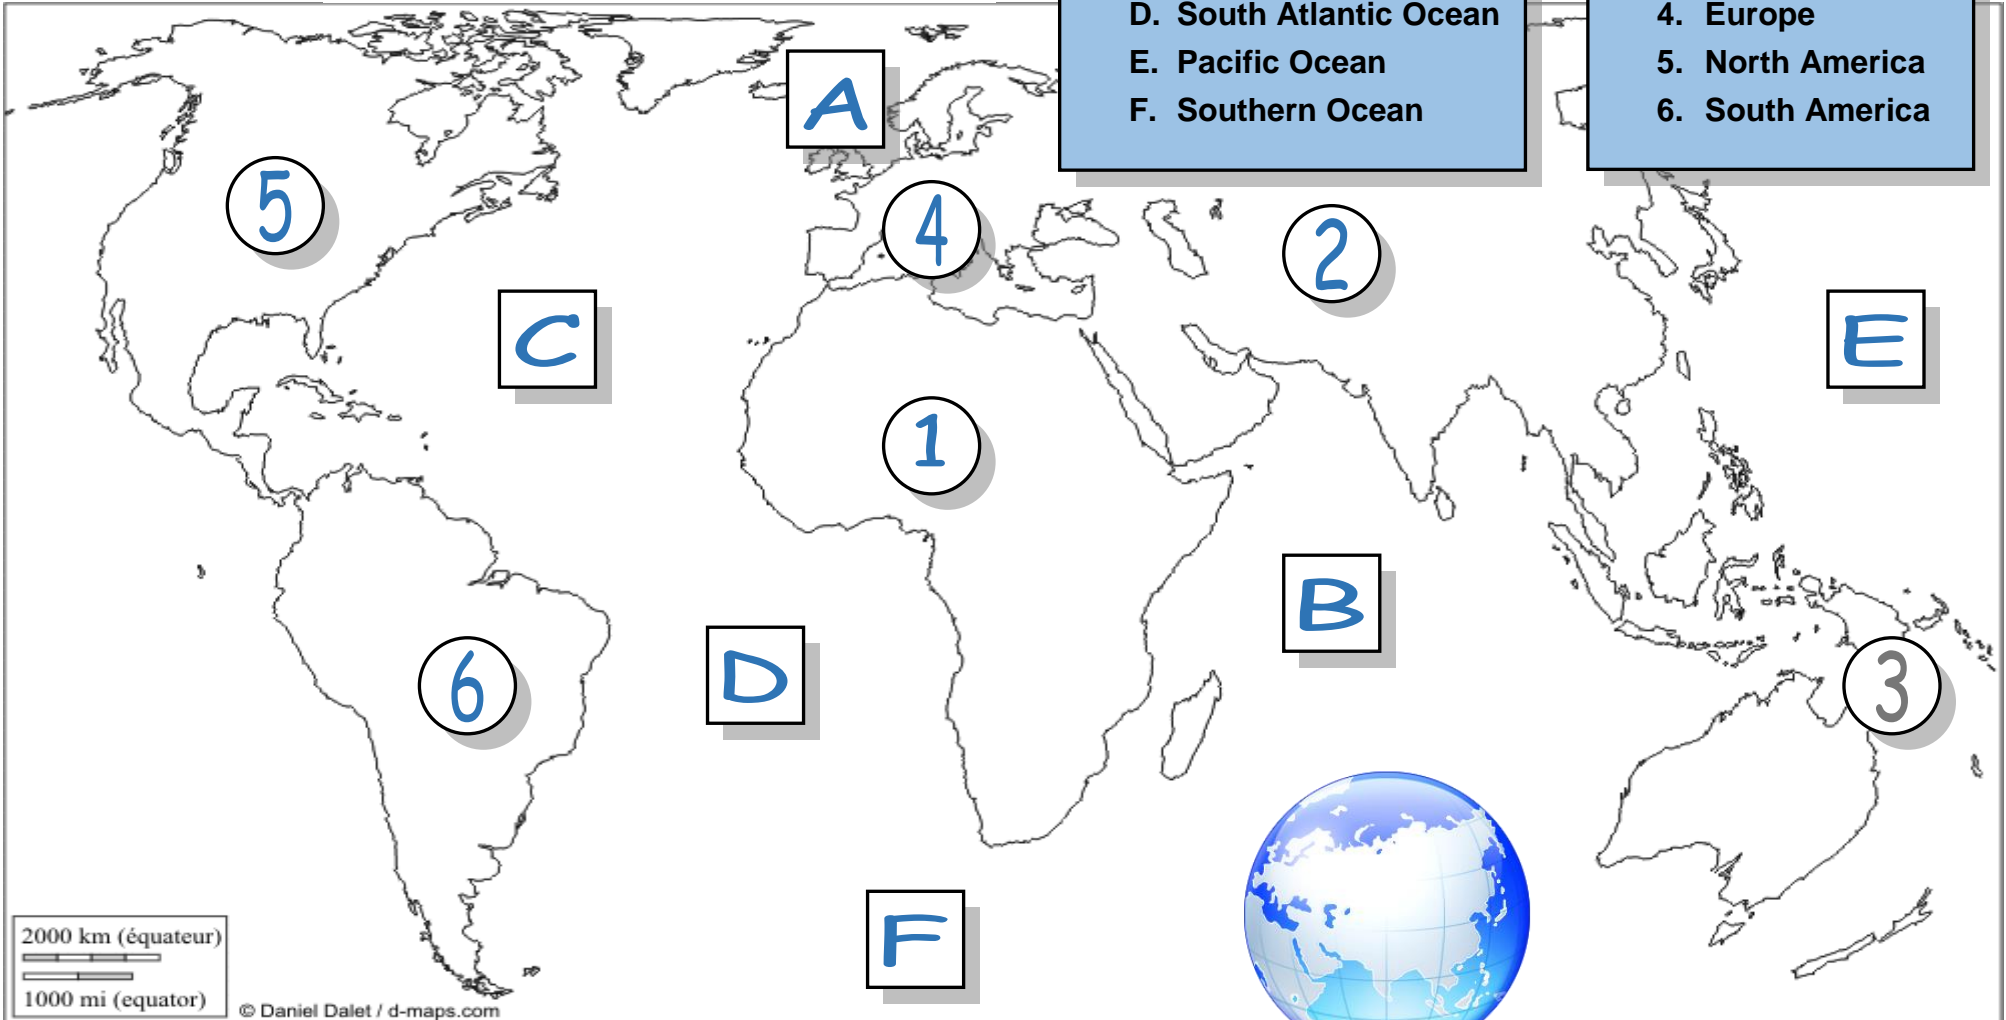 D. South Atlantic Ocean
E. Pacific Ocean
F. Southern Ocean
4. Europe
5. North America
6. South America
A
5
4
2
C
E
1
B
6
D
3
F
2000 km (équateur)
1000 mi (equator)
© Daniel Dalet / d-maps.com